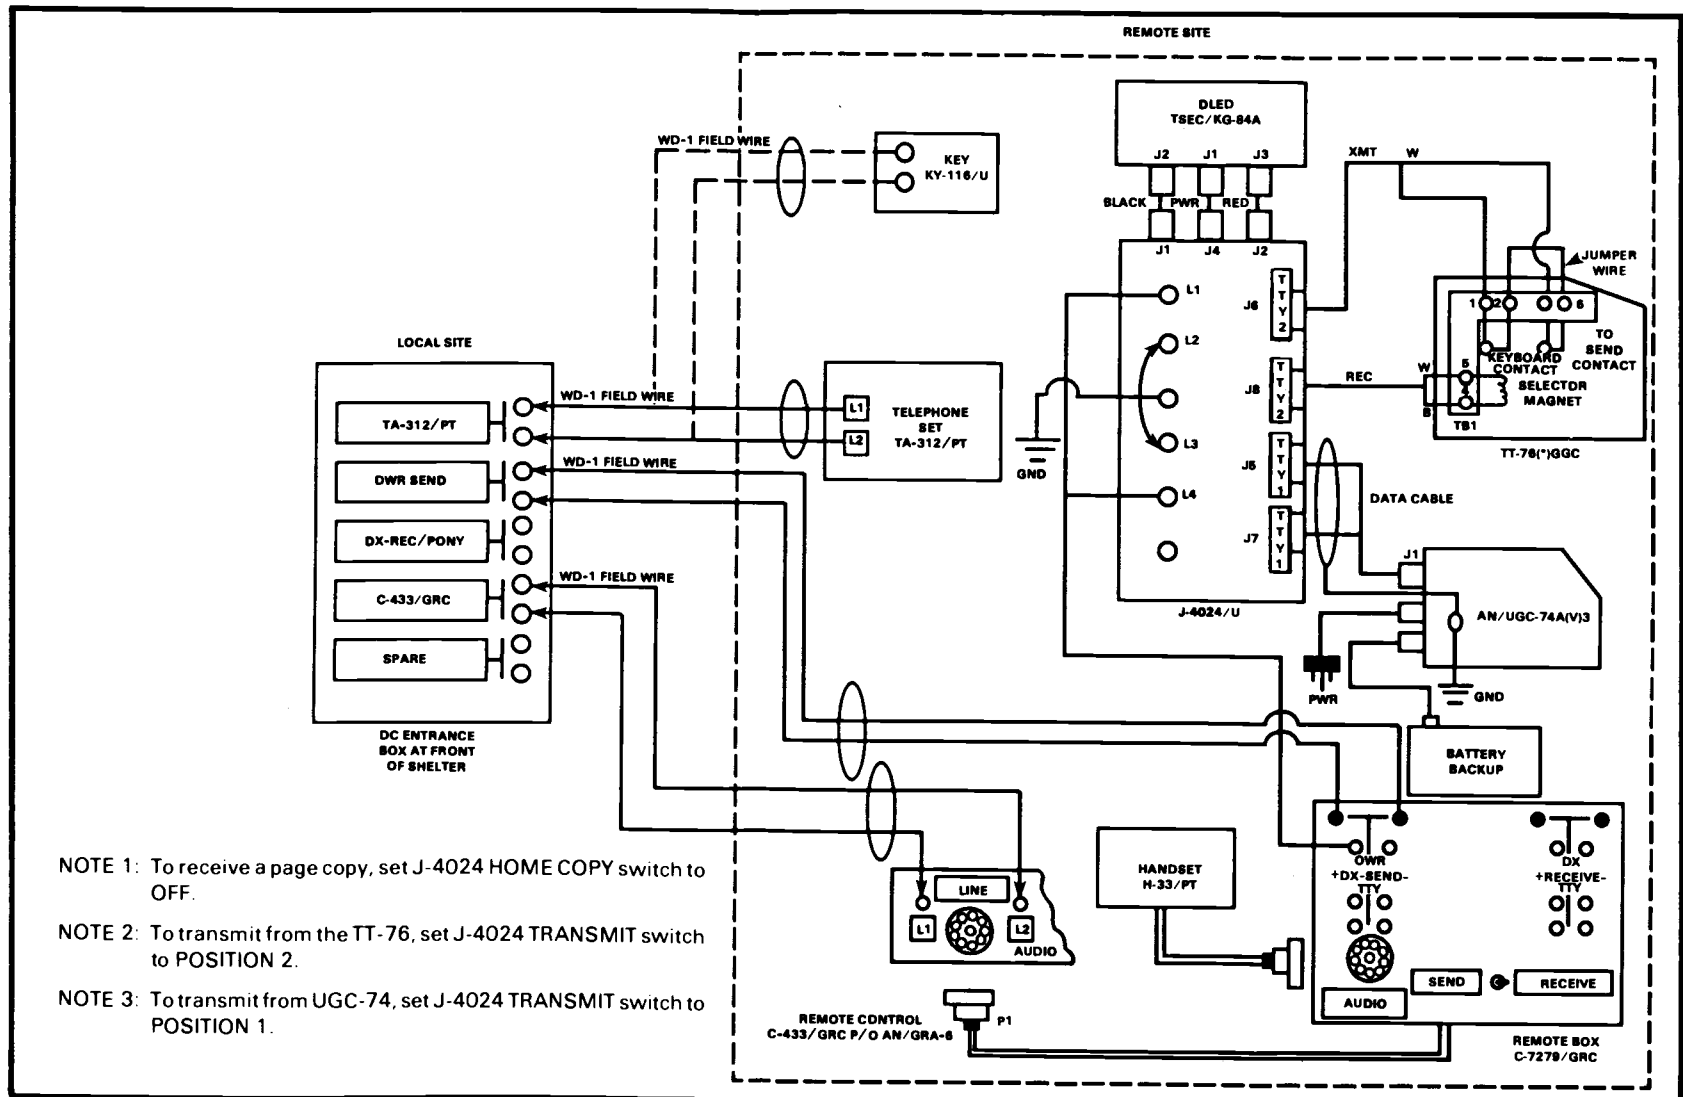 REMOTE SITE
DLED
TSEC/KG-84A
J2 J1 J3
BLACK PWR RED
J1 J4 J2
WD-1 FIELD WIRE
KEY
KY-116/U
XMT W
JUMPER
WIRE
1 2 6
TO
SEND
CONTACT
KEYBOARD
CONTACT
SELECTOR
MAGNET
W 5
4
B
TB1
TT-76(*)GGC
L1
L2
L3
L4
GND
J6
TTY2
J8
TTY2
REC
J5
TTY1
J7
TTY1
DATA CABLE
J-4024/U
J1
AN/UGC-74A(V)3
PWR
GND
BATTERY
BACKUP
LOCAL SITE
TA-312/PT
DWR SEND
DX-REC/PONY
C-433/GRC
SPARE
DC ENTRANCE
BOX AT FRONT
OF SHELTER
WD-1 FIELD WIRE
WD-1 FIELD WIRE
WD-1 FIELD WIRE
L1
L2
TELEPHONE
SET
TA-312/PT
NOTE 1: To receive a page copy, set J-4024 HOME COPY switch to
OFF.
NOTE 2: To transmit from the TT-76, set J-4024 TRANSMIT switch
to POSITION 2.
NOTE 3: To transmit from UGC-74, set J-4024 TRANSMIT switch to
POSITION 1.
LINE
L1 L2
AUDIO
REMOTE CONTROL
C-433/GRC P/O AN/GRA-6
P1
HANDSET
H-33/PT
OWR
+DX-SEND-
TTY
DX
+RECEIVE-
TTY
SEND RECEIVE
AUDIO
REMOTE BOX
C-7279/GRC